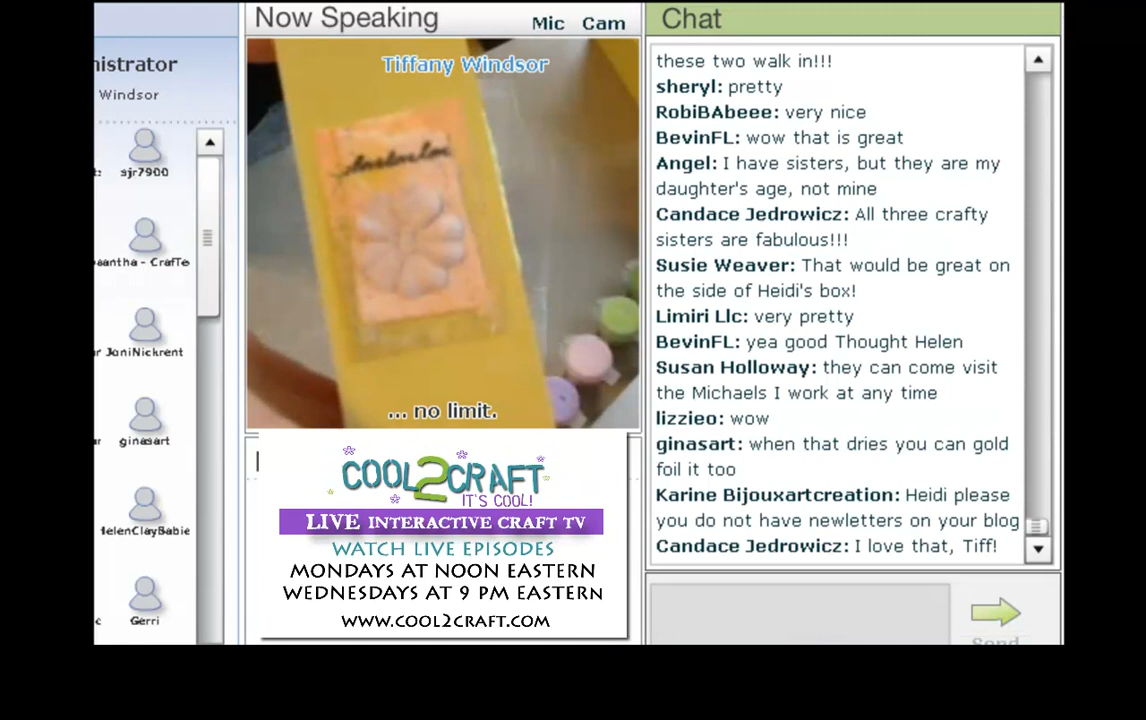 nistrator
Windsor
sjr7900
santha - CrafTe
JoniNickrent
ginasart
HelenClayBabie
Gerri
Now Speaking
Mic Cam
Tiffany Windsor
... no limit.
COOL2CRAFT
IT'S COOL!
LIVE INTERACTIVE CRAFT TV
WATCH LIVE EPISODES
MONDAYS AT NOON EASTERN
WEDNESDAYS AT 9 PM EASTERN
WWW.COOL2CRAFT.COM
Chat
these two walk in!!!
sheryl: pretty
RobiBAbeee: very nice
BevinFL: wow that is great
Angel: I have sisters, but they are my
daughter's age, not mine
Candace Jedrowicz: All three crafty
sisters are fabulous!!!
Susie Weaver: That would be great on
the side of Heidi's box!
Limiri Llc: very pretty
BevinFL: yea good Thought Helen
Susan Holloway: they can come visit
the Michaels I work at any time
lizzieo: wow
ginasart: when that dries you can gold
foil it too
Karine Bijouxartcreation: Heidi please
you do not have newletters on your blog
Candace Jedrowicz: I love that, Tiff!
Send